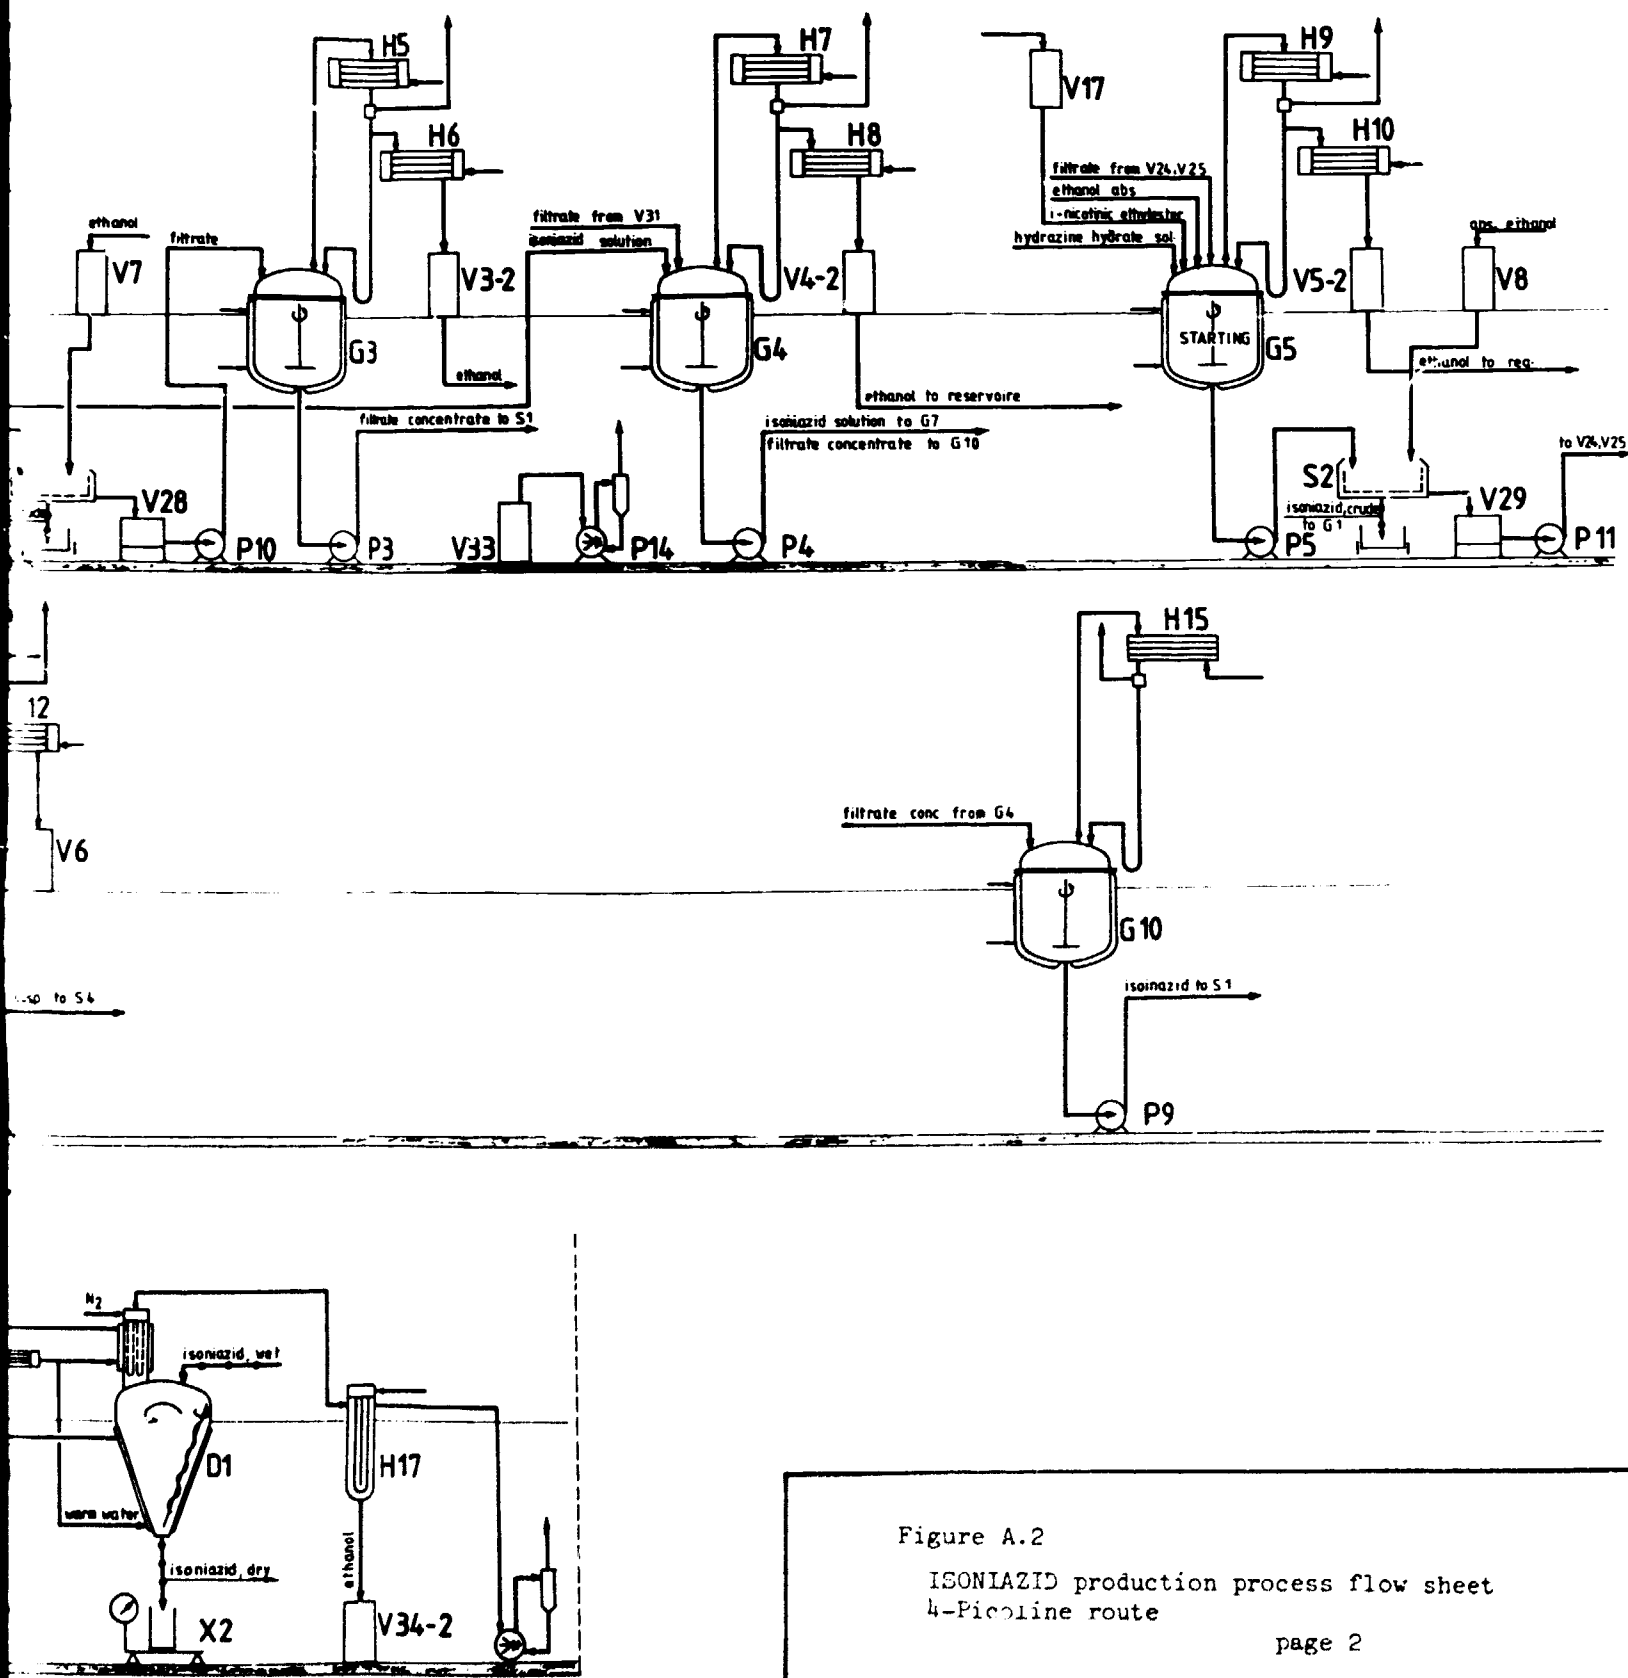 H5
H7
H9
V17
H6
H8
H10
filtrate from V24,V25
ethanol abs
i-nicotinic ethylester
hydrazine hydrate sol
ethanol
filtrate
filtrate from V31
isoniazid solution
abs. ethanol
V7
V3-2
V4-2
V5-2
V8
G3
G4
STARTING
G5
ethanol
ethanol to reg.
ethanol to reservoire
filtrate concentrate to S1
isoniazid solution to G7
filtrate concentrate to G10
to V24,V25
S2
V28
V29
isoniazid,crude
to G1
P10
P3
V33
P14
P4
P5
P11
H15
12
filtrate conc from G4
V6
G10
to S4
isoinazid to S1
P9
N2
isoniazid, wet
D1
H17
warm water
ethanol
isoniazid, dry
X2
V34-2
Figure A.2
ISONIAZID production process flow sheet
4-Picoline route
page 2